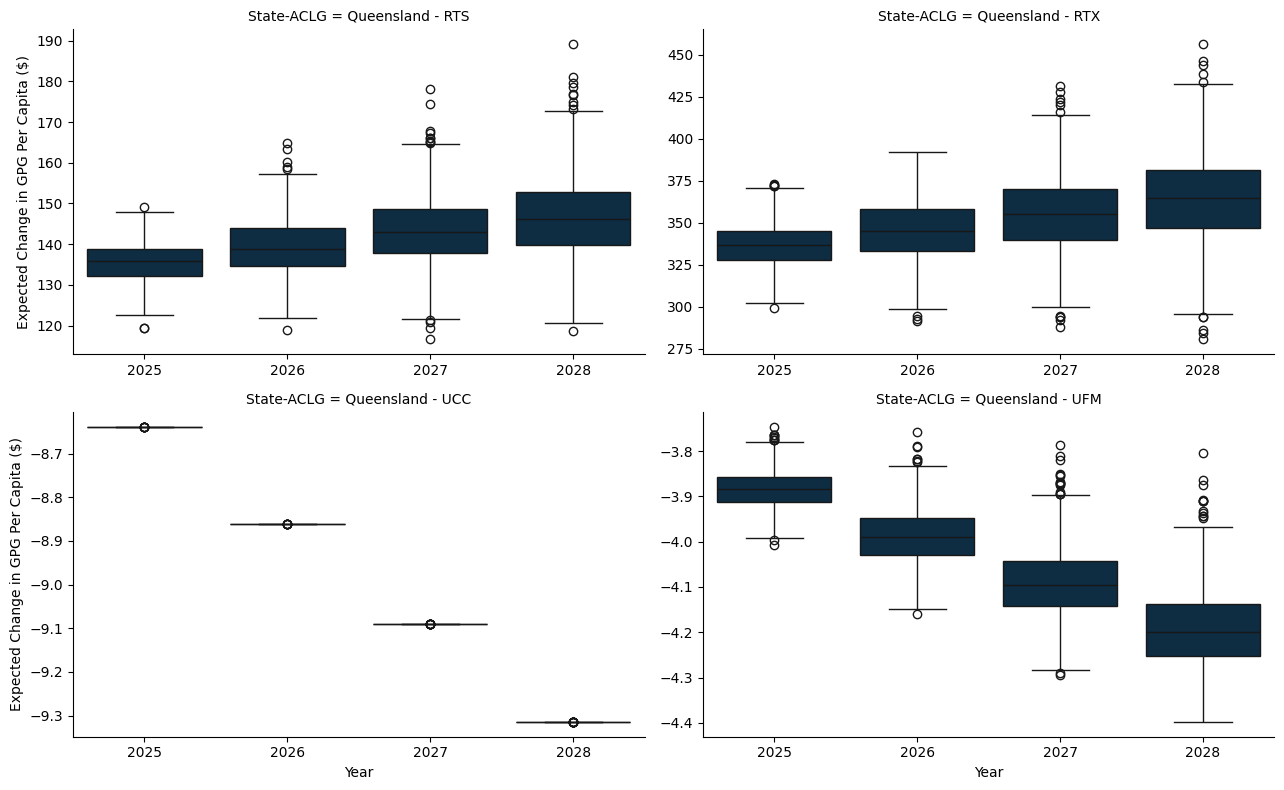 State-ACLG = Queensland - RTS
Expected Change in GPG Per Capita ($)
190
180
170
160
150
140
130
120
2025 2026 2027 2028
State-ACLG = Queensland - RTX
450
425
400
375
350
325
300
275
2025 2026 2027 2028
State-ACLG = Queensland - UCC
Expected Change in GPG Per Capita ($)
−8.7
−8.8
−8.9
−9.0
−9.1
−9.2
−9.3
2025 2026 2027 2028
Year
State-ACLG = Queensland - UFM
−3.8
−3.9
−4.0
−4.1
−4.2
−4.3
−4.4
2025 2026 2027 2028
Year